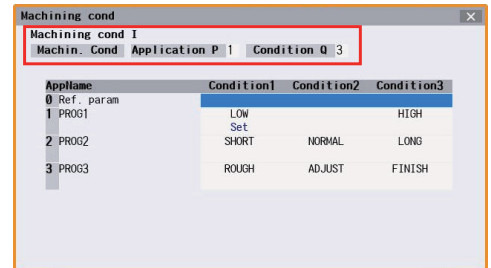 Machining cond
Machining cond I
Machin. Cond Application P 1 Condition Q 3
AppName Condition1 Condition2 Condition3
0 Ref. param
1 PROG1 LOW HIGH
Set
2 PROG2 SHORT NORMAL LONG
3 PROG3 ROUGH ADJUST FINISH